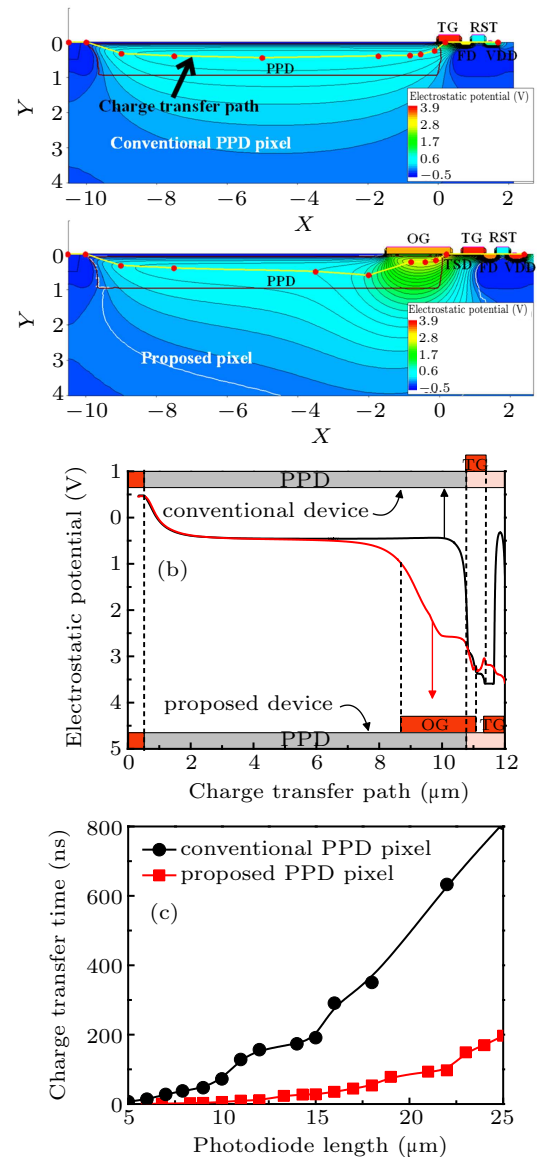 TG RST
0
1
2
3
4
Y
PPD
FD
VDD
Charge transfer path
Conventional PPD pixel
Electrostatic potential (V)
3.9
2.8
1.7
0.6
−0.5
−10 −8 −6 −4 −2 0 2
X
OG TG RST
0
1
2
3
4
Y
PPD
TSD
FD
VDD
Proposed pixel
Electrostatic potential (V)
3.9
2.8
1.7
0.6
−0.5
−10 −8 −6 −4 −2 0 2
X
TG
PPD
conventional device
(b)
1
0
1
2
3
4
5
Electrostatic potential (V)
proposed device
OG
TG
PPD
0 2 4 6 8 10 12
Charge transfer path (μm)
800
600
400
200
0
Charge transfer time (ns)
conventional PPD pixel
proposed PPD pixel
(c)
5 10 15 20 25
Photodiode length (μm)